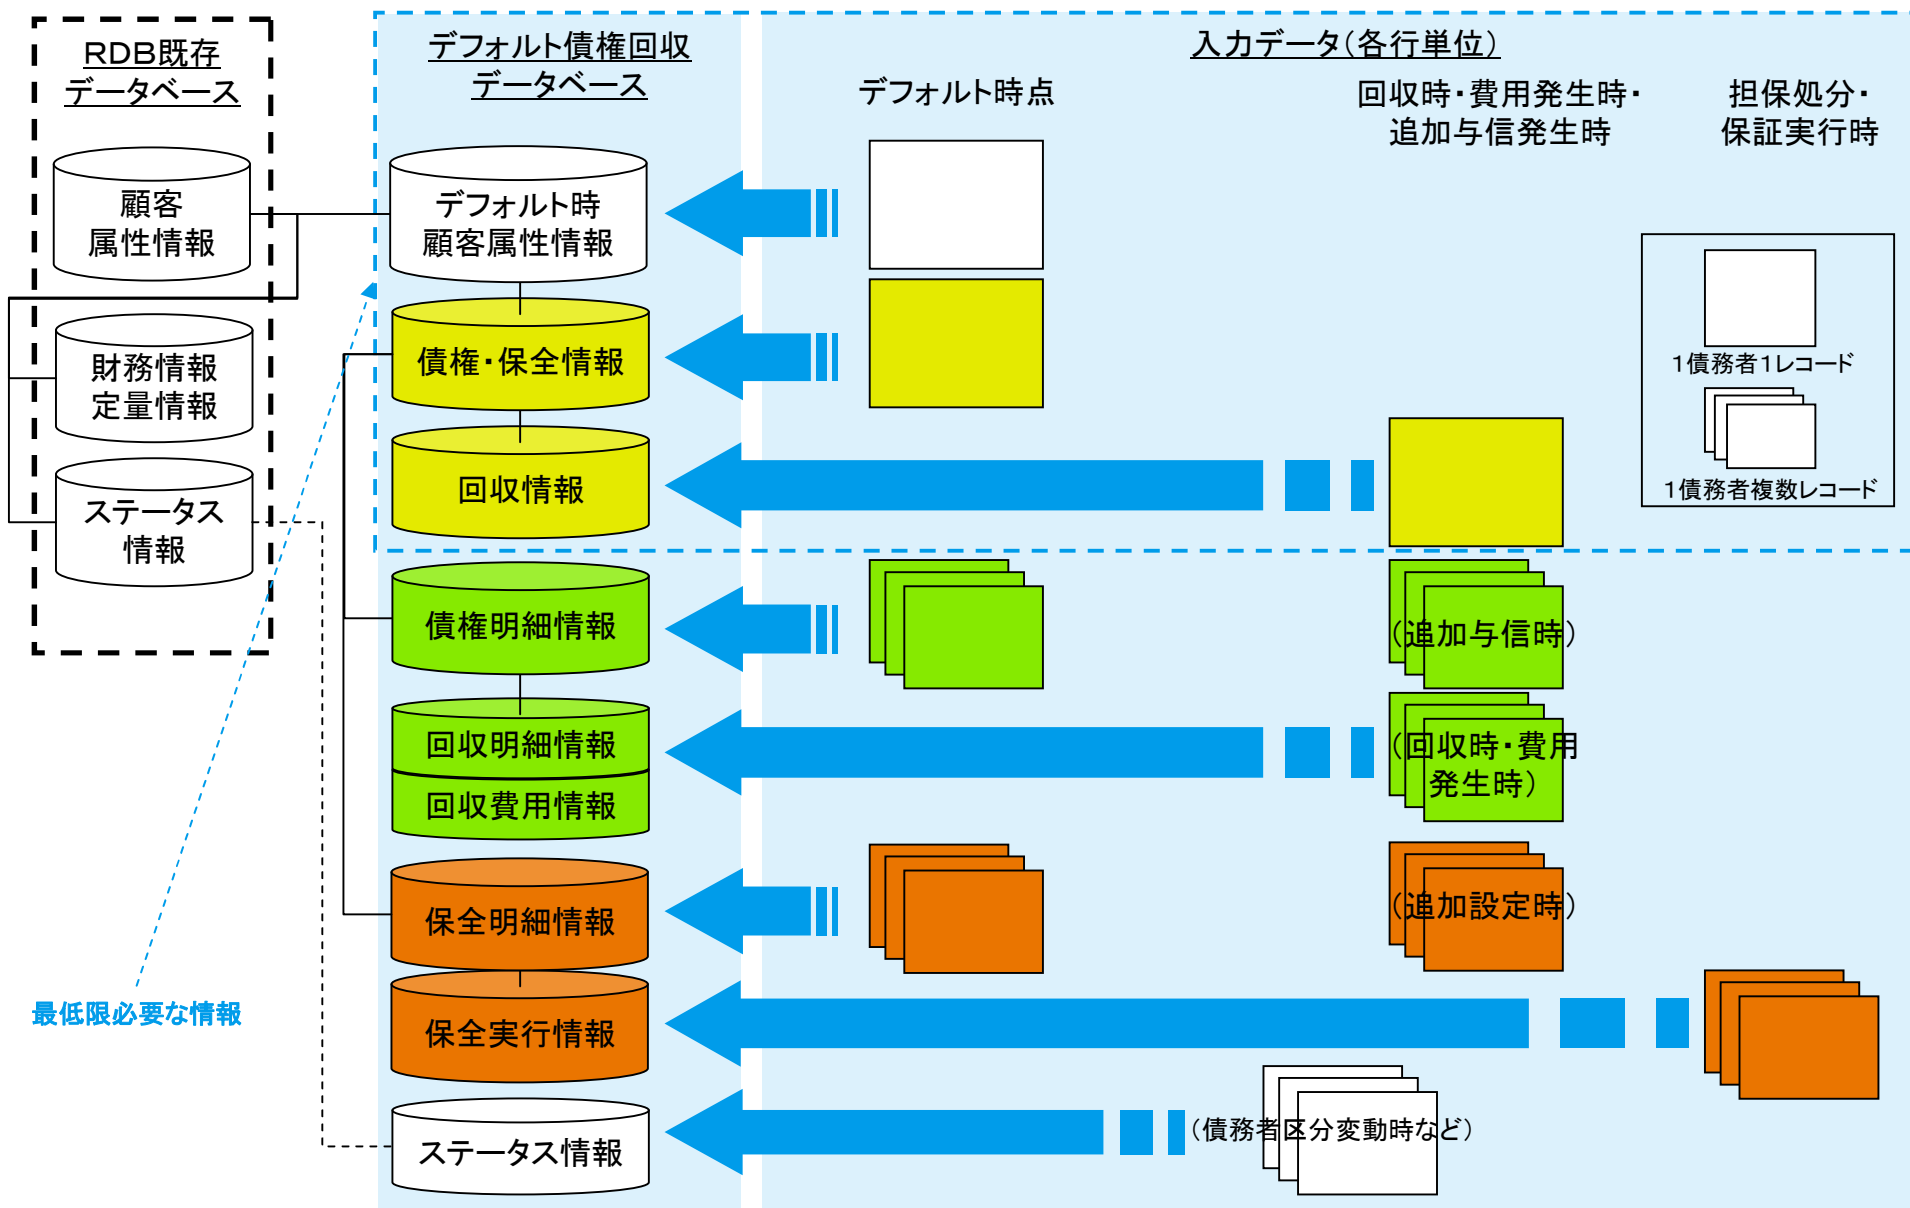 RDB既存
データベース
デフォルト債権回収
データベース
入力データ(各行単位)
デフォルト時点
回収時・費用発生時・
追加与信発生時
担保処分・
保証実行時
顧客
属性情報
デフォルト時
顧客属性情報
財務情報
定量情報
債権・保全情報
1債務者1レコード
ステータス
情報
回収情報
1債務者複数レコード
債権明細情報
(追加与信時)
回収明細情報
(回収時・費用
発生時)
回収費用情報
保全明細情報
(追加設定時)
最低限必要な情報
保全実行情報
ステータス情報
(債務者区分変動時など)